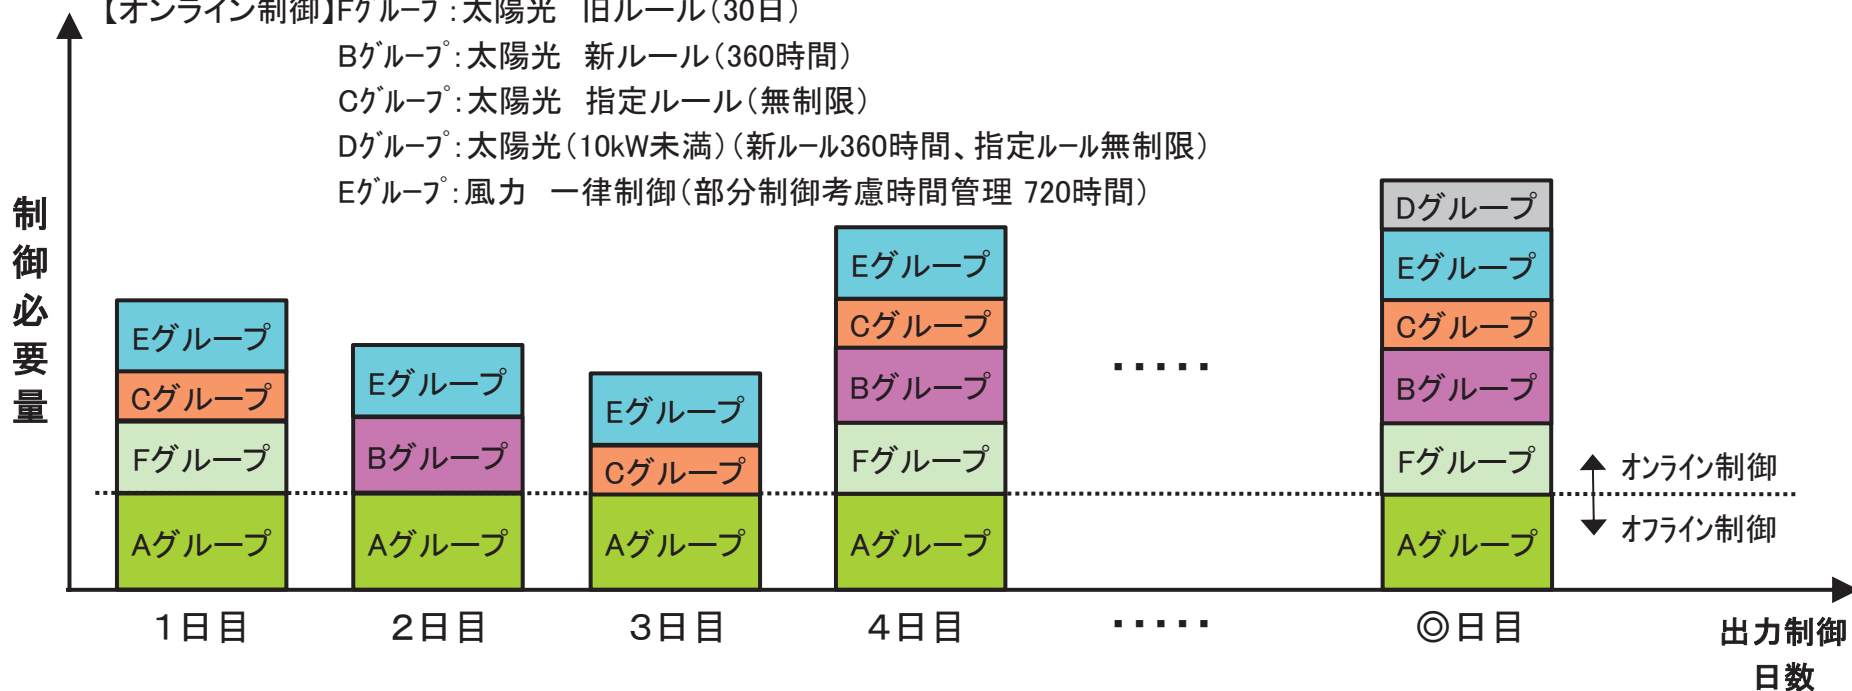 【オンライン制御】Fグループ：太陽光　旧ルール（30日）
Bグループ：太陽光　新ルール（360時間）
Cグループ：太陽光　指定ルール（無制限）
Dグループ：太陽光（10kW未満）（新ルール360時間、指定ルール無制限）
Eグループ：風力　一律制御（部分制御考慮時間管理 720時間）
制御必要量
Eグループ
Cグループ
Fグループ
Aグループ
Eグループ
Bグループ
Aグループ
Eグループ
Cグループ
Aグループ
Eグループ
Cグループ
Bグループ
Fグループ
Aグループ
・・・・・
Dグループ
Eグループ
Cグループ
Bグループ
Fグループ
Aグループ
オンライン制御
オフライン制御
1日目　2日目　3日目　4日目　・・・・・　◎日目
出力制御
日数